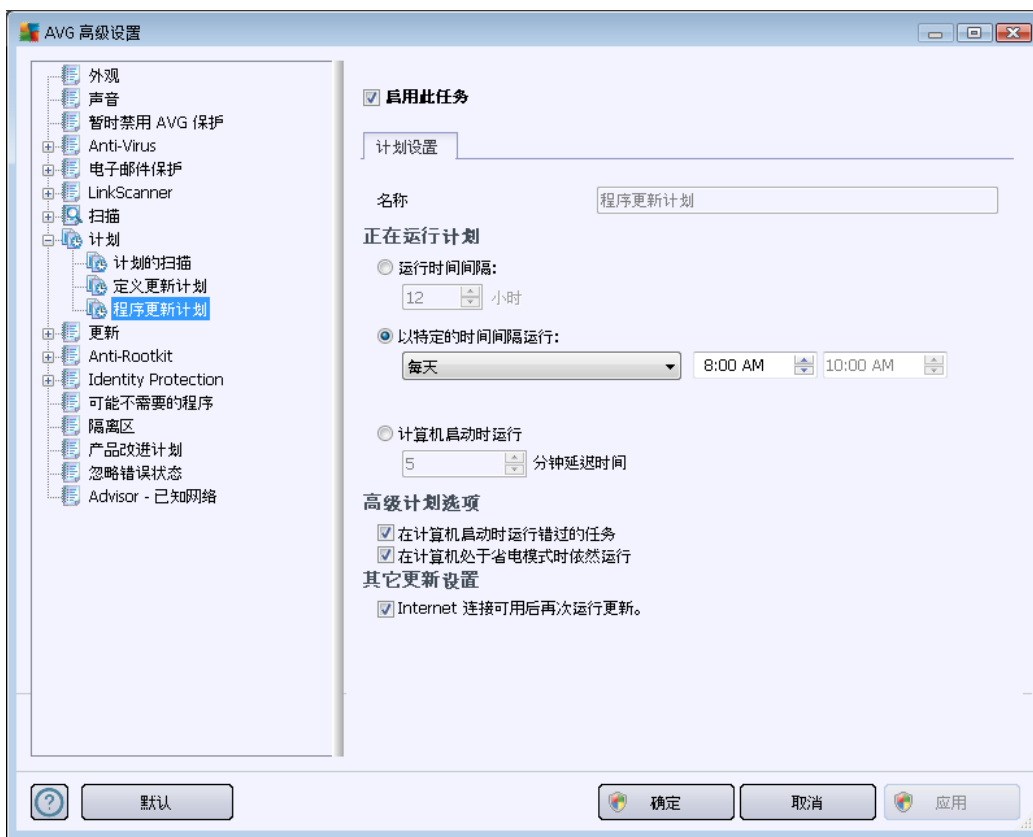 AVG 高级设置
外观
声音
暂时禁用 AVG 保护
Anti-Virus
电子邮件保护
LinkScanner
扫描
计划
计划的扫描
定义更新计划
程序更新计划
更新
Anti-Rootkit
Identity Protection
可能不需要的程序
隔离区
产品改进计划
忽略错误状态
Advisor - 已知网络
启用此任务
计划设置
名称 程序更新计划
正在运行计划
运行时间间隔:
12 小时
以特定的时间间隔运行:
每天 8:00 AM 10:00 AM
计算机启动时运行
5 分钟延迟时间
高级计划选项
在计算机启动时运行错过的任务
在计算机处于省电模式时依然运行
其它更新设置
Internet 连接可用后再次运行更新。
默认 确定 取消 应用